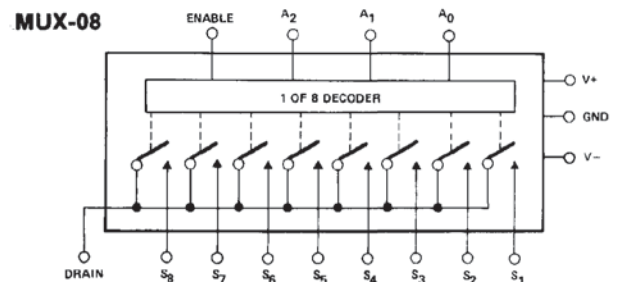 MUX-08
ENABLE A2 A1 A0
1 OF 8 DECODER
V+
GND
V−
DRAIN S8 S7 S6 S5 S4 S3 S2 S1